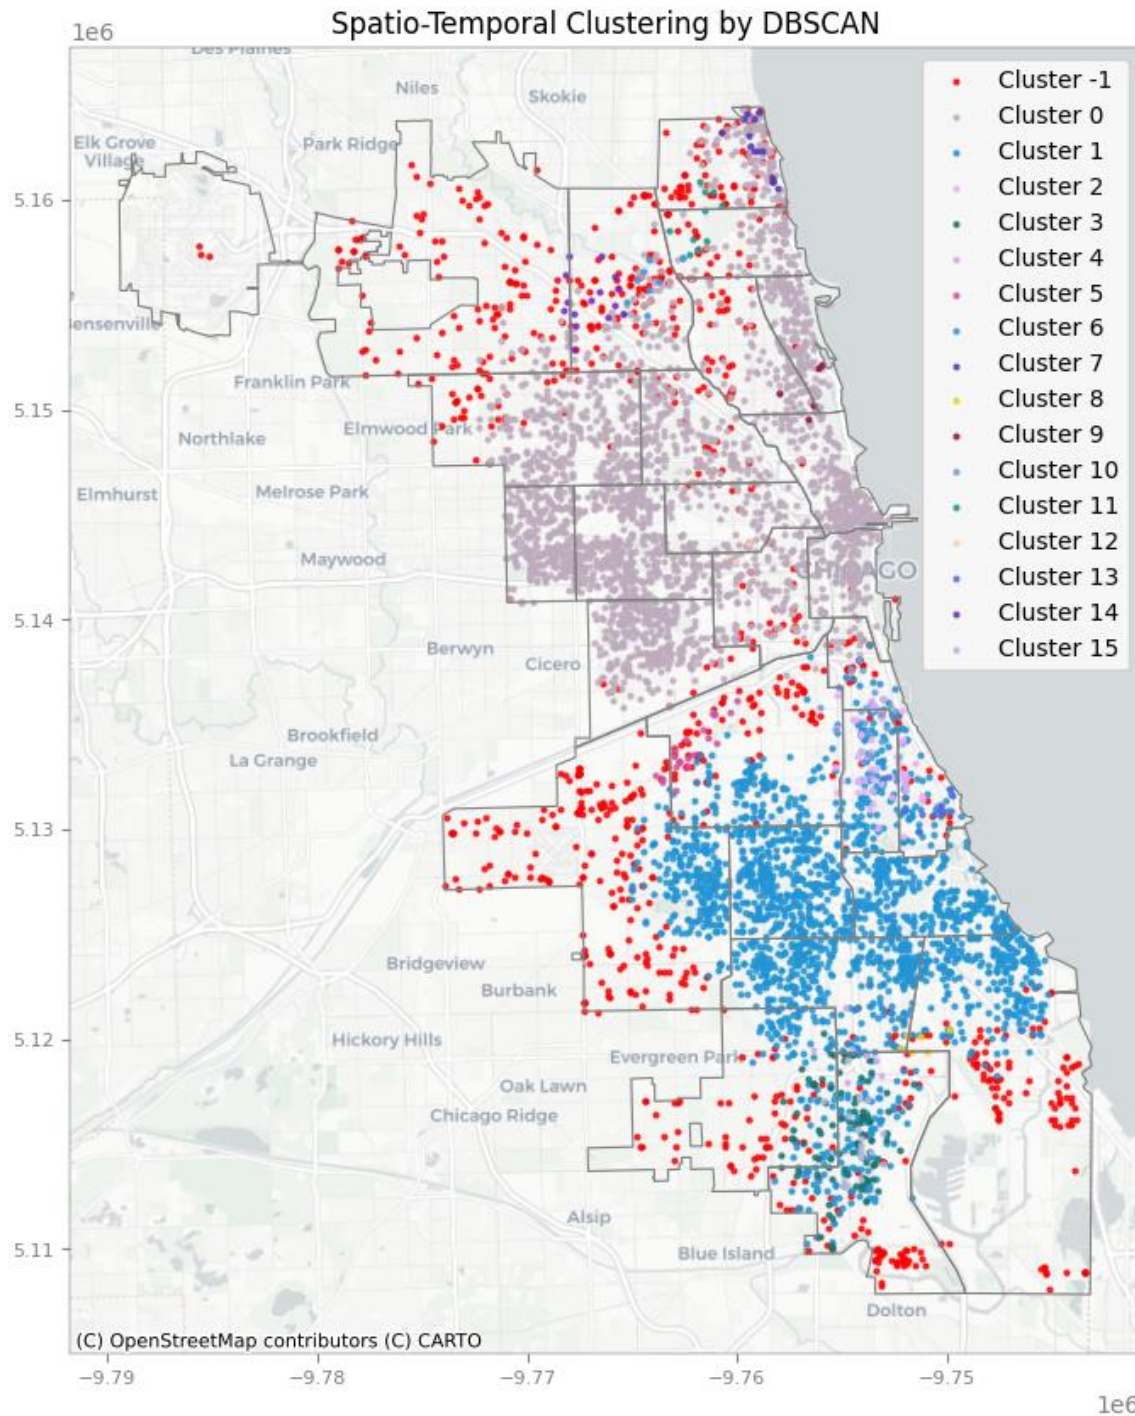 Spatio-Temporal Clustering by DBSCAN
1e6
Des Plaines
Niles
Skokie
Elk Grove
Village
Park Ridge
Bensenville
Franklin Park
Northlake
Elmwood Park
Elmhurst
Melrose Park
Maywood
CHICAGO
Berwyn
Cicero
Brookfield
La Grange
Bridgeview
Burbank
Hickory Hills
Evergreen Park
Oak Lawn
Chicago Ridge
Alsip
Blue Island
Dolton
Cluster -1
Cluster 0
Cluster 1
Cluster 2
Cluster 3
Cluster 4
Cluster 5
Cluster 6
Cluster 7
Cluster 8
Cluster 9
Cluster 10
Cluster 11
Cluster 12
Cluster 13
Cluster 14
Cluster 15
5.16
5.15
5.14
5.13
5.12
5.11
(C) OpenStreetMap contributors (C) CARTO
−9.79
−9.78
−9.77
−9.76
−9.75
1e6